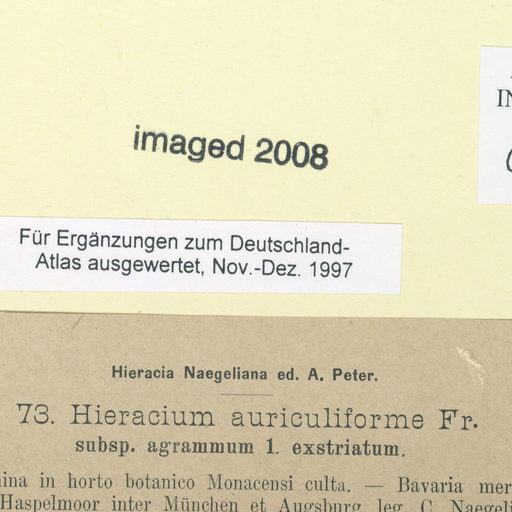 imaged 2008
Für Ergänzungen zum Deutschland-
Atlas ausgewertet, Nov.-Dez. 1997
Hieracia Naegeliana ed. A. Peter.
73. Hieracium auriculiforme Fr.
subsp. agrammum 1. exstriatum.
in horto botanico Monacensi culta. — Bavaria
Haspelmoor inter München et Augsburg leg. C.